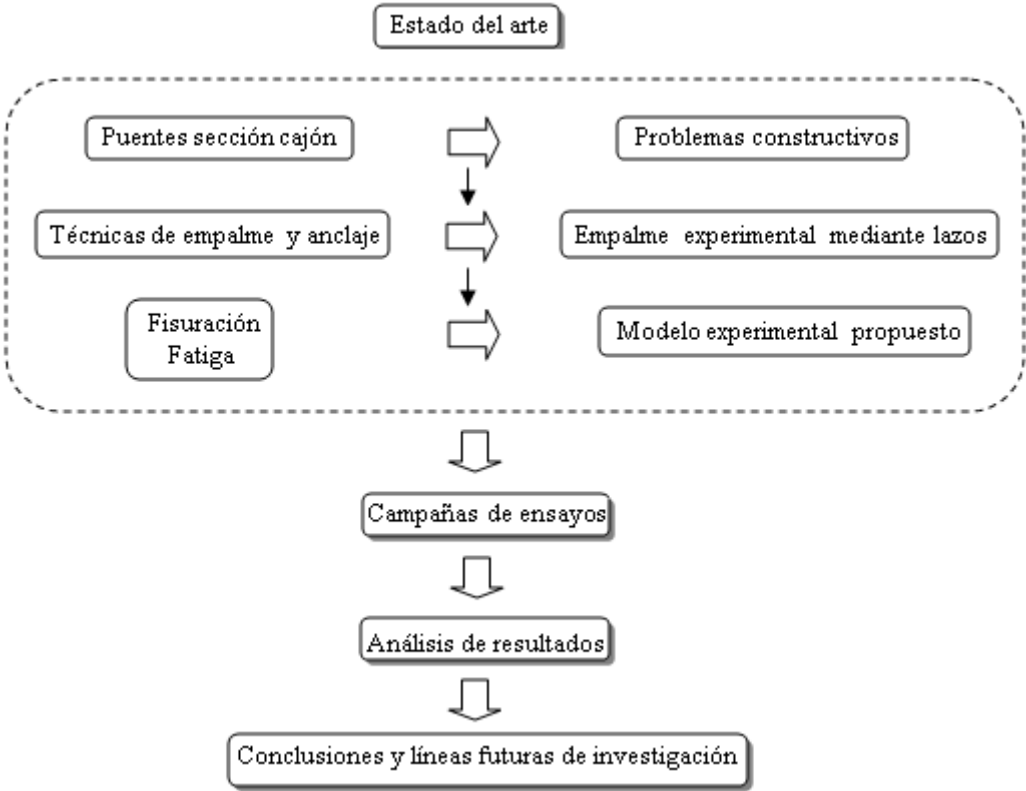 Estado del arte
Puentes sección cajón
Problemas constructivos
Técnicas de empalme y anclaje
Empalme experimental mediante lazos
Fisuración
Fatiga
Modelo experimental propuesto
Campañas de ensayos
Análisis de resultados
Conclusiones y líneas futuras de investigación